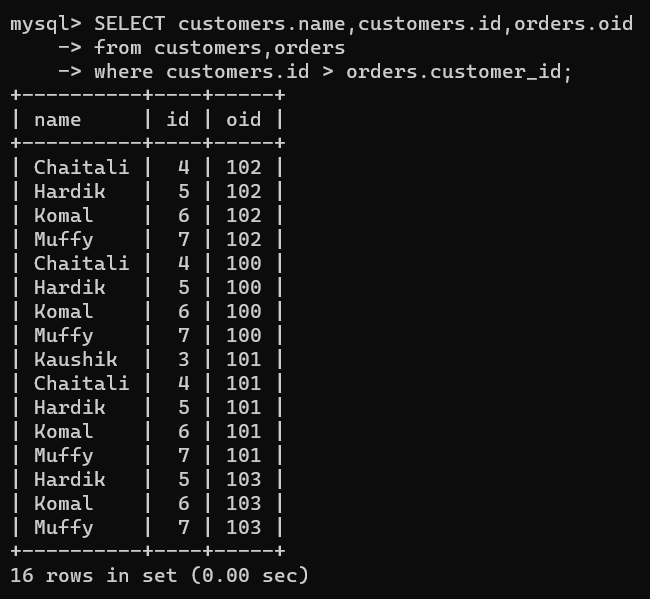 mysql> SELECT customers.name,customers.id,orders.oid
    -> from customers,orders
    -> where customers.id > orders.customer_id;
+----------+----+-----+
| name     | id | oid |
+----------+----+-----+
| Chaitali |  4 | 102 |
| Hardik   |  5 | 102 |
| Komal    |  6 | 102 |
| Muffy    |  7 | 102 |
| Chaitali |  4 | 100 |
| Hardik   |  5 | 100 |
| Komal    |  6 | 100 |
| Muffy    |  7 | 100 |
| Kaushik  |  3 | 101 |
| Chaitali |  4 | 101 |
| Hardik   |  5 | 101 |
| Komal    |  6 | 101 |
| Muffy    |  7 | 101 |
| Hardik   |  5 | 103 |
| Komal    |  6 | 103 |
| Muffy    |  7 | 103 |
+----------+----+-----+
16 rows in set (0.00 sec)